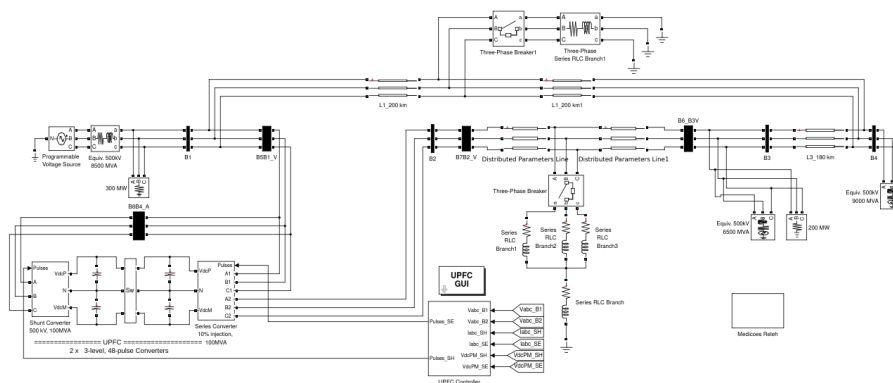 A
B
C
a
b
c
Three-Phase Breaker1
A
B
C
a
b
c
Three-Phase
Series RLC Branch1
L1_200 km
L1_200 km1
N
A
B
C
Programmable
Voltage Source
A
B
C
a
b
c
Equiv. 500kV
8500 MVA
B1
B5B1_V
A
B
C
300 MW
B8B4_A
B2
B7B2_V
Distributed Parameters Line
Distributed Parameters Line1
B6_B3V
B3
L3_180 km
B4
Equiv. 500kV
9000 MVA
Three-Phase Breaker
A
B
C
a
b
c
Series
RLC
Branch1
Series
RLC
Branch2
Series
RLC
Branch3
Series RLC Branch
A
B
C
Equiv. 500kV
6500 MVA
A
B
C
200 MW
Pulses
A
B
C
VdcP
N
VdcM
Shunt Converter
500 kV, 100MVA
Sw
Pulses
VdcP
N
VdcM
A1
B1
C1
A2
B2
C2
Series Converter
10% injection,
100MVA
================= UPFC =====================
2 x 3-level, 48-pulse Converters
UPFC
GUI
Pulses_SE
Pulses_SH
Vabc_B1
Vabc_B2
Iabc_SH
Iabc_SE
VdcPM_SH
VdcPM_SE
Vabc_B1
Vabc_B2
Iabc_SH
Iabc_SE
VdcPM_SH
VdcPM_SE
UPFC Controller
Medicoes Releh